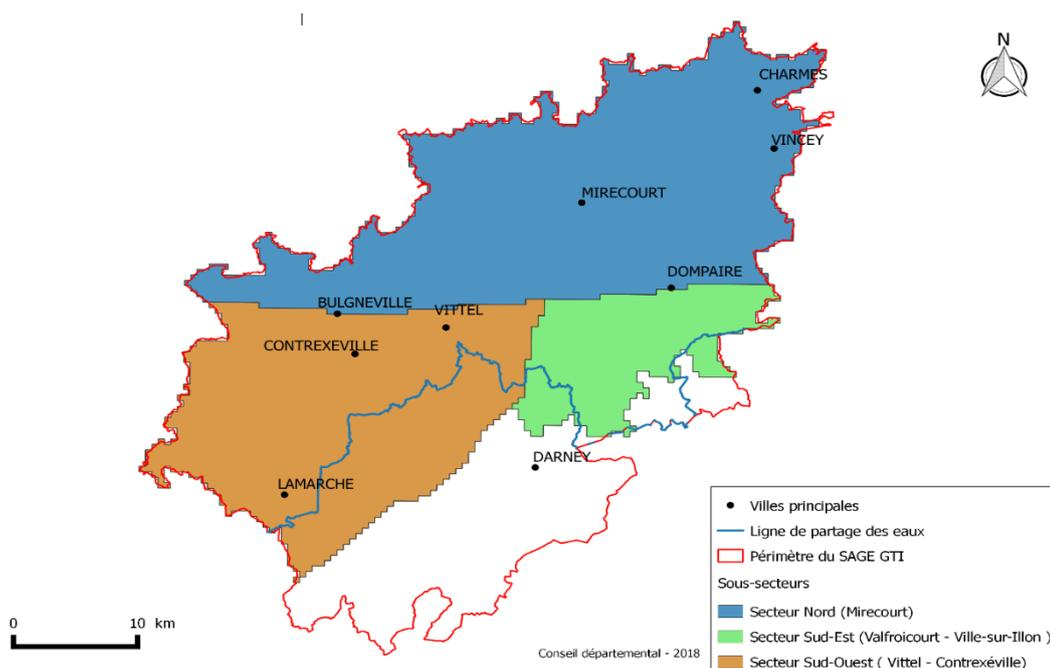 N
CHARMES
VINCEY
MIRECOURT
DOMPAIRE
BULGNEVILLE
VITTEL
CONTREXEVILLE
DARNEY
LAMARCHE
Villes principales
Ligne de partage des eaux
Périmètre du SAGE GTI
Sous-secteurs
Secteur Nord (Mirecourt)
Secteur Sud-Est (Valfroicourt - Ville-sur-Illon )
Secteur Sud-Ouest ( Vittel - Contrexéville)
0 10 km
Conseil départemental - 2018